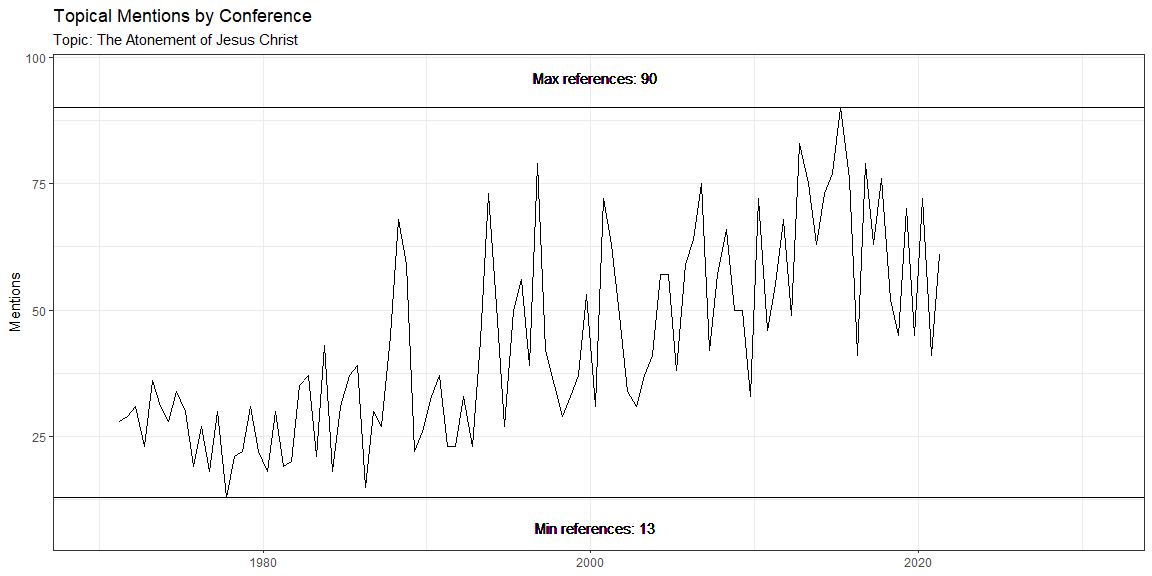 Topical Mentions by Conference
Topic: The Atonement of Jesus Christ
100
Max references: 90
75
Mentions
50
25
Min references: 13
1980 2000 2020